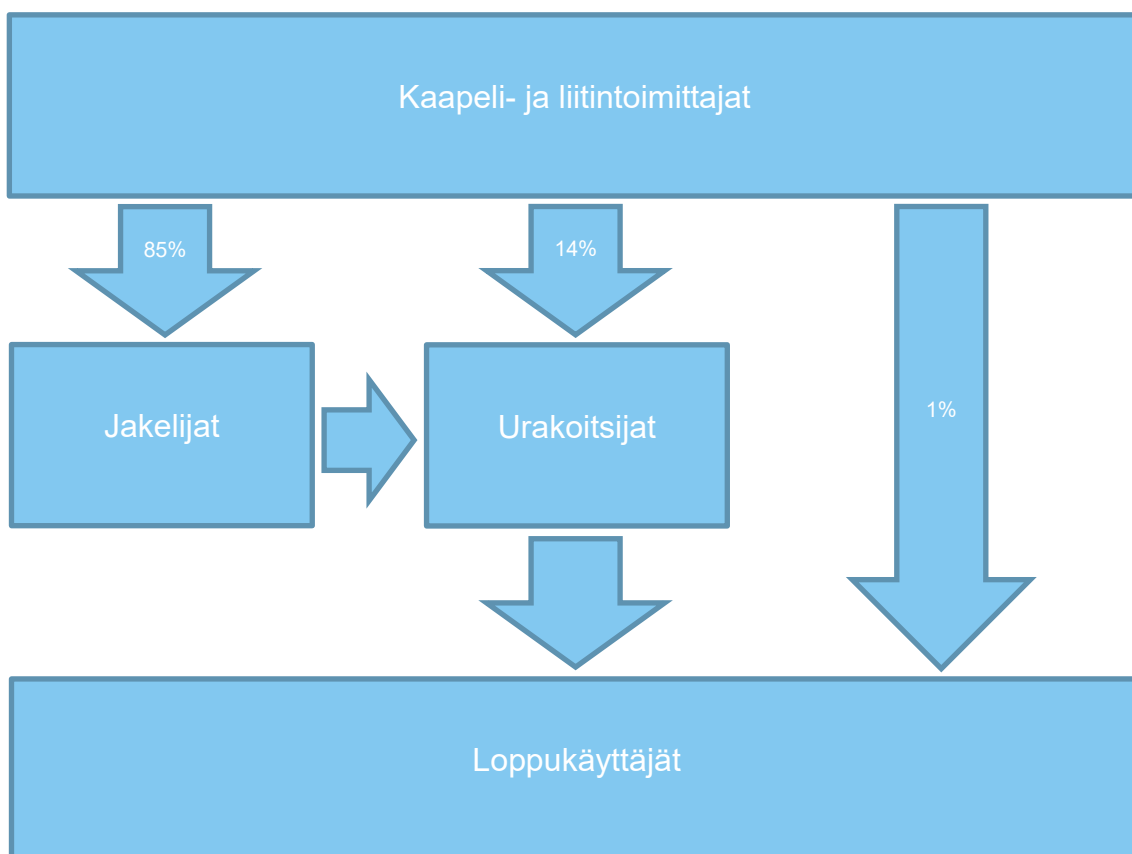 Kaapeli- ja liitintoimittajat
85%
14%
Jakelijat
Urakoitsijat
1%
Loppukäyttäjät